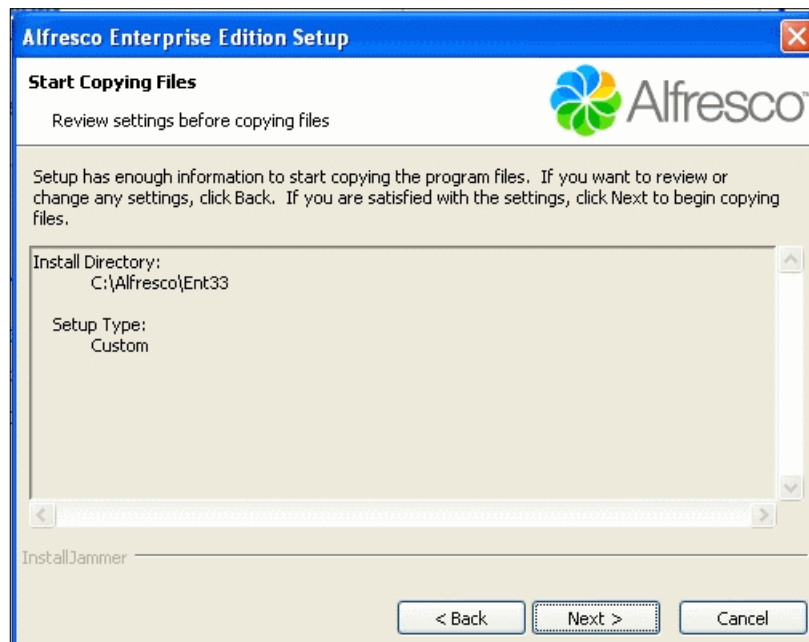 Alfresco Enterprise Edition Setup
Start Copying Files
Review settings before copying files
Alfresco™
Setup has enough information to start copying the program files. If you want to review or
change any settings, click Back. If you are satisfied with the settings, click Next to begin copying
files.
Install Directory:
C:\Alfresco\Ent33
Setup Type:
Custom
InstallJammer
< Back
Next >
Cancel